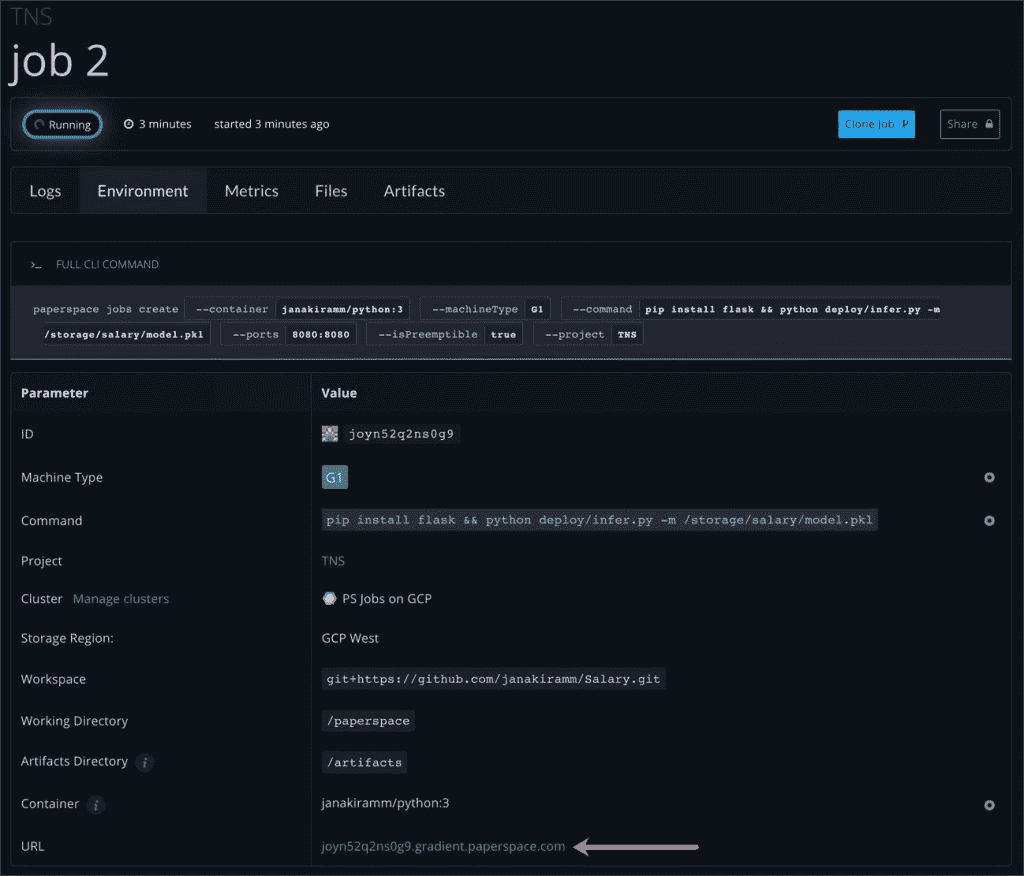 TNS
job 2
Running 3 minutes started 3 minutes ago Clone job Share
Logs Environment Metrics Files Artifacts
>_ FULL CLI COMMAND
paperspace jobs create --container janakiramm/python:3 --machineType G1 --command pip install flask && python deploy/infer.py -m
/storage/salary/model.pkl --ports 8080:8080 --isPreemptible true --project TNS
Parameter Value
ID joyn52q2ns0g9
Machine Type G1
Command pip install flask && python deploy/infer.py -m /storage/salary/model.pkl
Project TNS
Cluster Manage clusters PS Jobs on GCP
Storage Region: GCP West
Workspace git+https://github.com/janakiramm/Salary.git
Working Directory /paperspace
Artifacts Directory i /artifacts
Container i janakiramm/python:3
URL joyn52q2ns0g9.gradient.paperspace.com